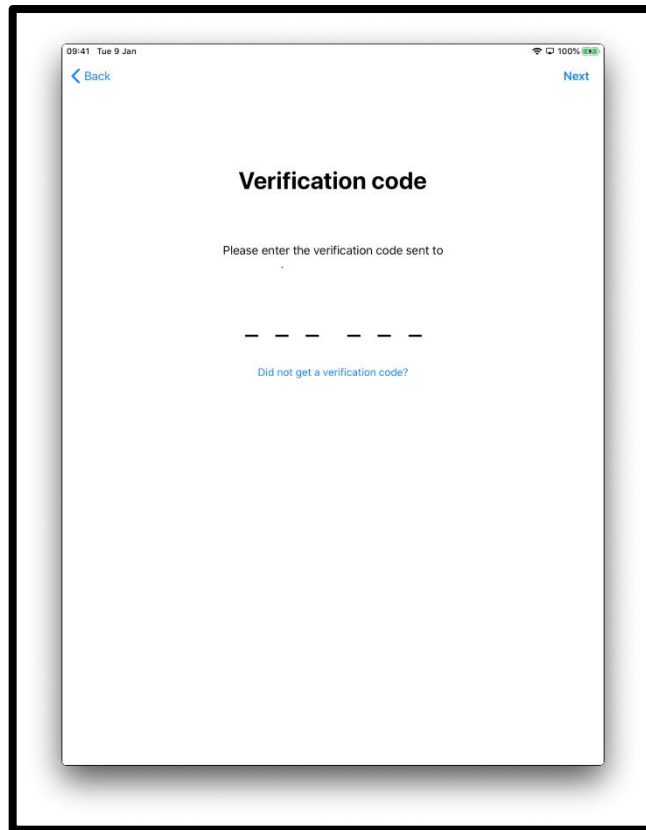 09:41 Tue 9 Jan 100%
Back Next
Verification code
Please enter the verification code sent to
Did not get a verification code?